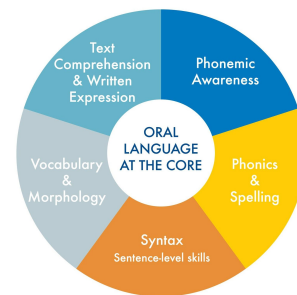 Text
Comprehension
& Written
Expression
Phonemic
Awareness
ORAL
LANGUAGE
AT THE CORE
Vocabulary
&
Morphology
Phonics
&
Spelling
Syntax
Sentence-level skills